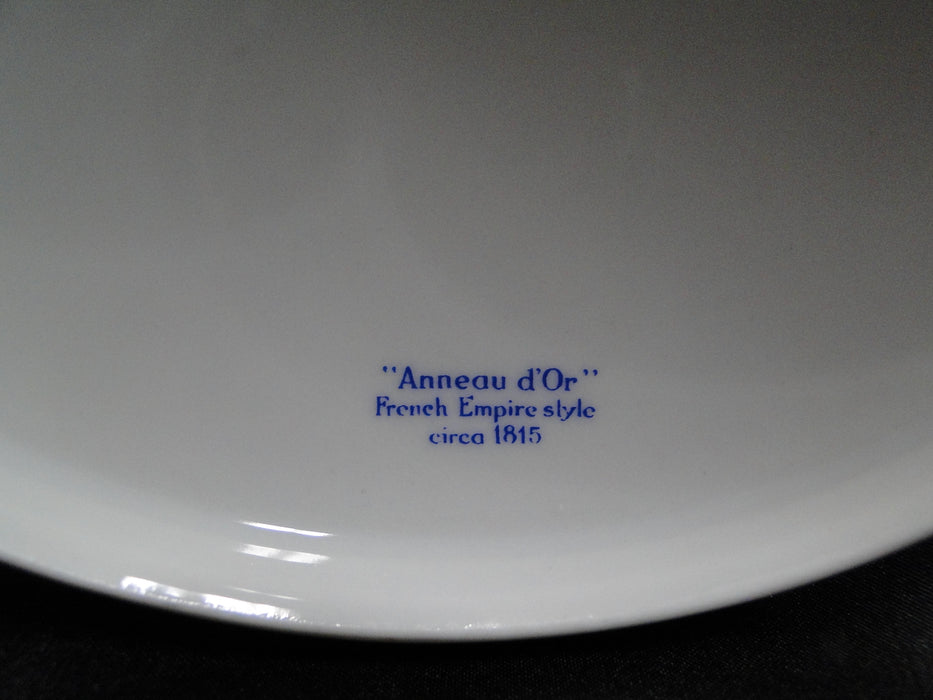 "Anneau d'Or"
French Empire style
circa 1815